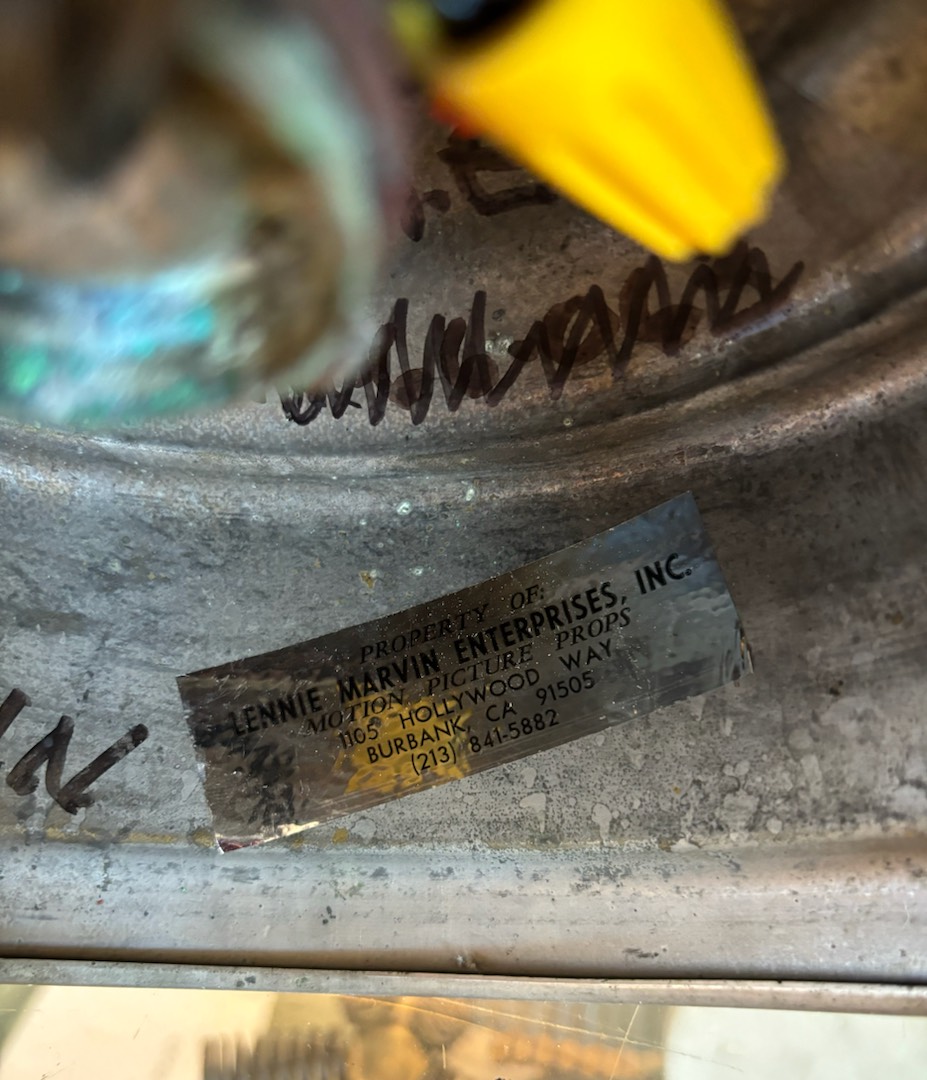 PROPERTY OF:
LENNIE MARVIN ENTERPRISES, INC.
MOTION PICTURE PROPS
1105 HOLLYWOOD WAY
BURBANK, CA 91505
(213) 841-5882